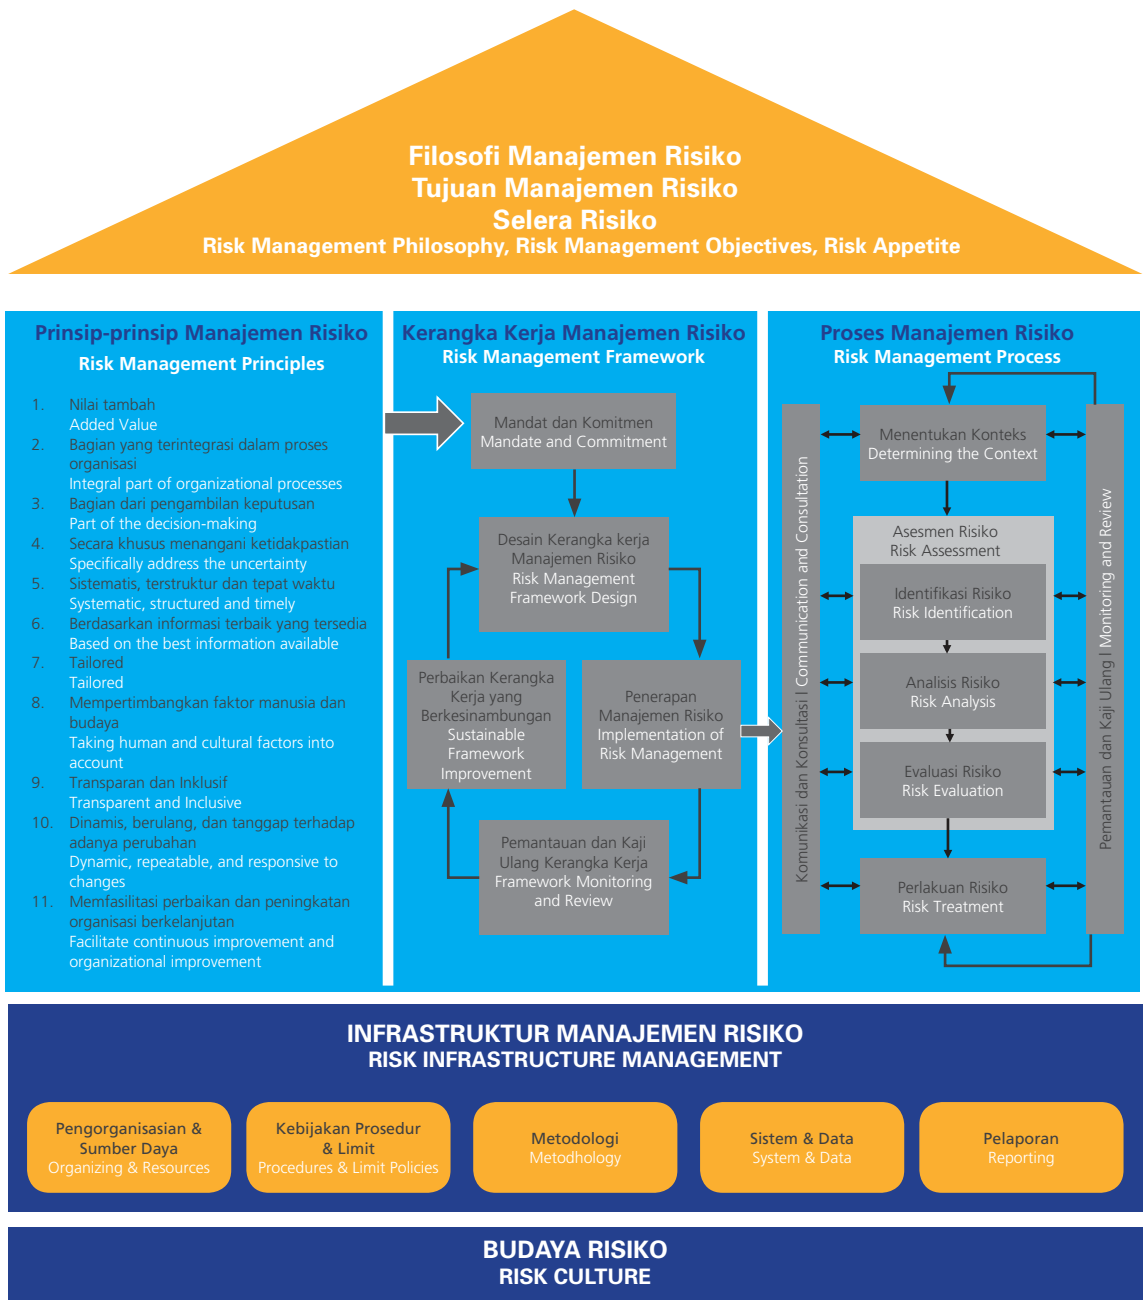 Filosofi Manajemen Risiko
Tujuan Manajemen Risiko
Selera Risiko
Risk Management Philosophy, Risk Management Objectives, Risk Appetite
Prinsip-prinsip Manajemen Risiko
Risk Management Principles
1. Nilai tambah
Added Value
2. Bagian yang terintegrasi dalam proses
organisasi
Integral part of organizational processes
3. Bagian dari pengambilan keputusan
Part of the decision-making
4. Secara khusus menangani ketidakpastian
Specifically address the uncertainty
5. Sistematis, terstruktur dan tepat waktu
Systematic, structured and timely
6. Berdasarkan informasi terbaik yang tersedia
Based on the best information available
7. Tailored
Tailored
8. Mempertimbangkan faktor manusia dan
budaya
Taking human and cultural factors into
account
9. Transparan dan Inklusif
Transparent and Inclusive
10. Dinamis, berulang, dan tanggap terhadap
adanya perubahan
Dynamic, repeatable, and responsive to
changes
11. Memfasilitasi perbaikan dan peningkatan
organisasi berkelanjutan
Facilitate continuous improvement and
organizational improvement
Kerangka Kerja Manajemen Risiko
Risk Management Framework
Mandat dan Komitmen
Mandate and Commitment
Desain Kerangka kerja
Manajemen Risiko
Risk Management
Framework Design
Perbaikan Kerangka
Kerja yang
Berkesinambungan
Sustainable
Framework
Improvement
Penerapan
Manajemen Risiko
Implementation of
Risk Management
Pemantauan dan Kaji
Ulang Kerangka Kerja
Framework Monitoring
and Review
Proses Manajemen Risiko
Risk Management Process
Komunikasi dan Konsultasi | Communication and Consultation
Menentukan Konteks
Determining the Context
Asesmen Risiko
Risk Assessment
Identifikasi Risiko
Risk Identification
Analisis Risiko
Risk Analysis
Evaluasi Risiko
Risk Evaluation
Perlakuan Risiko
Risk Treatment
Pemantauan dan Kaji Ulang | Monitoring and Review
INFRASTRUKTUR MANAJEMEN RISIKO
RISK INFRASTRUCTURE MANAGEMENT
Pengorganisasian &
Sumber Daya
Organizing & Resources
Kebijakan Prosedur
& Limit
Procedures & Limit Policies
Metodologi
Metodhology
Sistem & Data
System & Data
Pelaporan
Reporting
BUDAYA RISIKO
RISK CULTURE